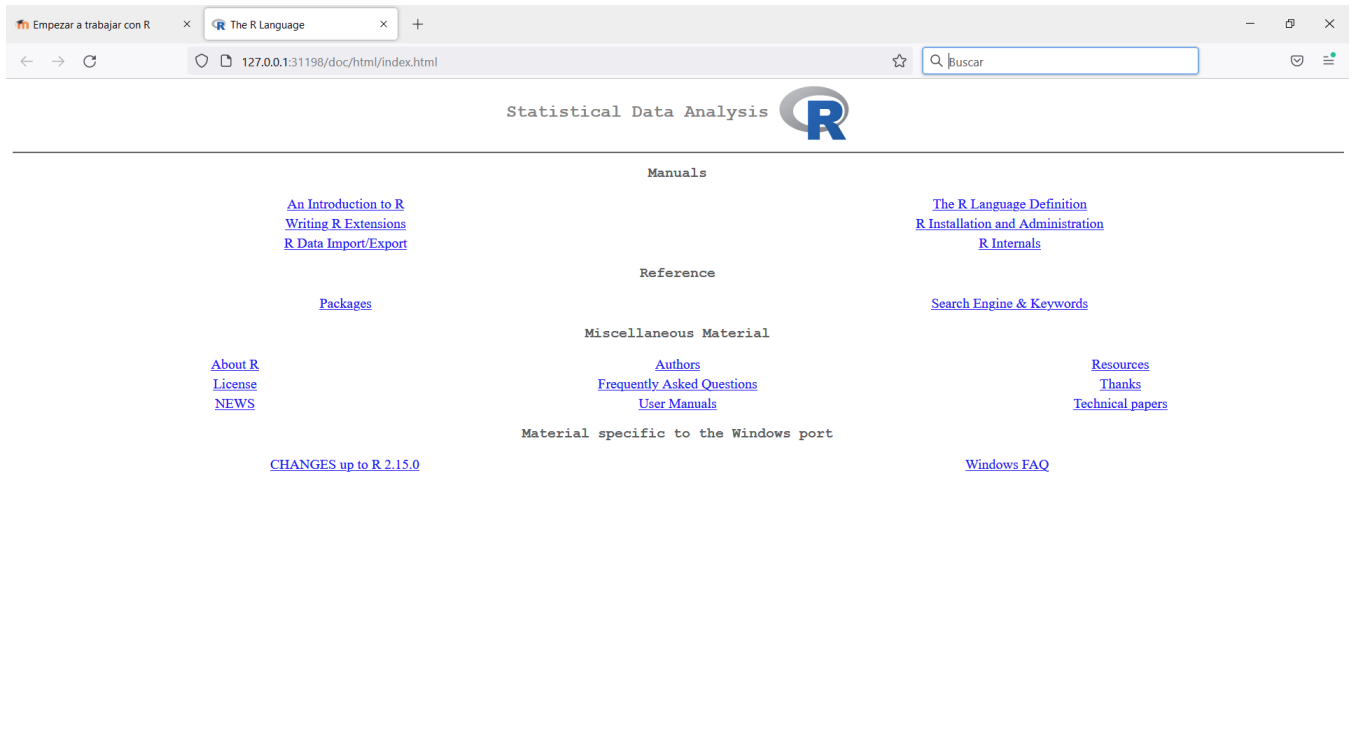 Empezar a trabajar con R
The R Language
127.0.0.1:31198/doc/html/index.html
Buscar
Statistical Data Analysis R
Manuals
An Introduction to R The R Language Definition
Writing R Extensions R Installation and Administration
R Data Import/Export R Internals
Reference
Packages Search Engine & Keywords
Miscellaneous Material
About R Authors Resources
License Frequently Asked Questions Thanks
NEWS User Manuals Technical papers
Material specific to the Windows port
CHANGES up to R 2.15.0 Windows FAQ